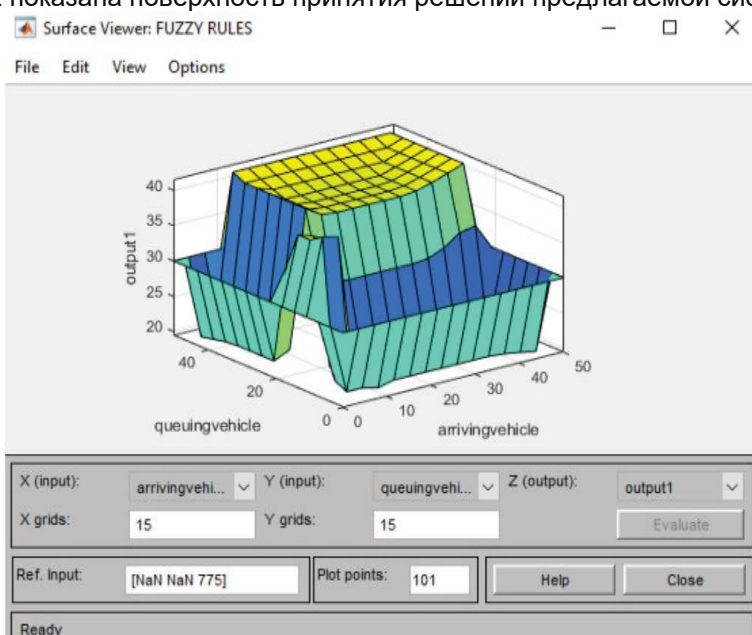 показана поверхность принятия решений предлагаемой
Surface Viewer: FUZZY RULES
File Edit View Options
40
35
30
25
20
output1
40
20
0
queuingvehicle
0
10
20
30
40
50
arrivingvehicle
X (input): arrivingvehi... Y (input): queuingvehi... Z (output): output1
X grids: 15 Y grids: 15 Evaluate
Ref. Input: [NaN NaN 775] Plot points: 101 Help Close
Ready